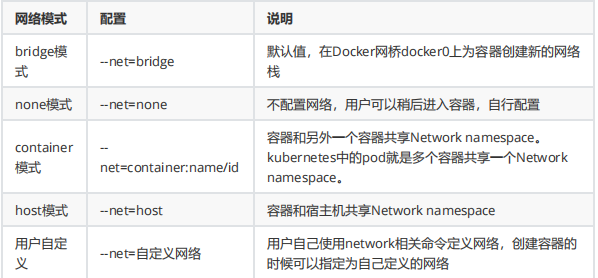 网络模式 配置 说明
bridge模 --net=bridge 默认值，在Docker网桥docker0上为容器创建新的网络
式 栈
none模式 --net=none 不配置网络，用户可以稍后进入容器，自行配置
container -- 容器和另外一个容器共享Network namespace。
模式 net=container:name/id kubernetes中的pod就是多个容器共享一个Network
namespace。
host模式 --net=host 容器和宿主机共享Network namespace
用户自定 --net=自定义网络 用户自己使用network相关命令定义网络，创建容器的
义 时候可以指定为自己定义的网络